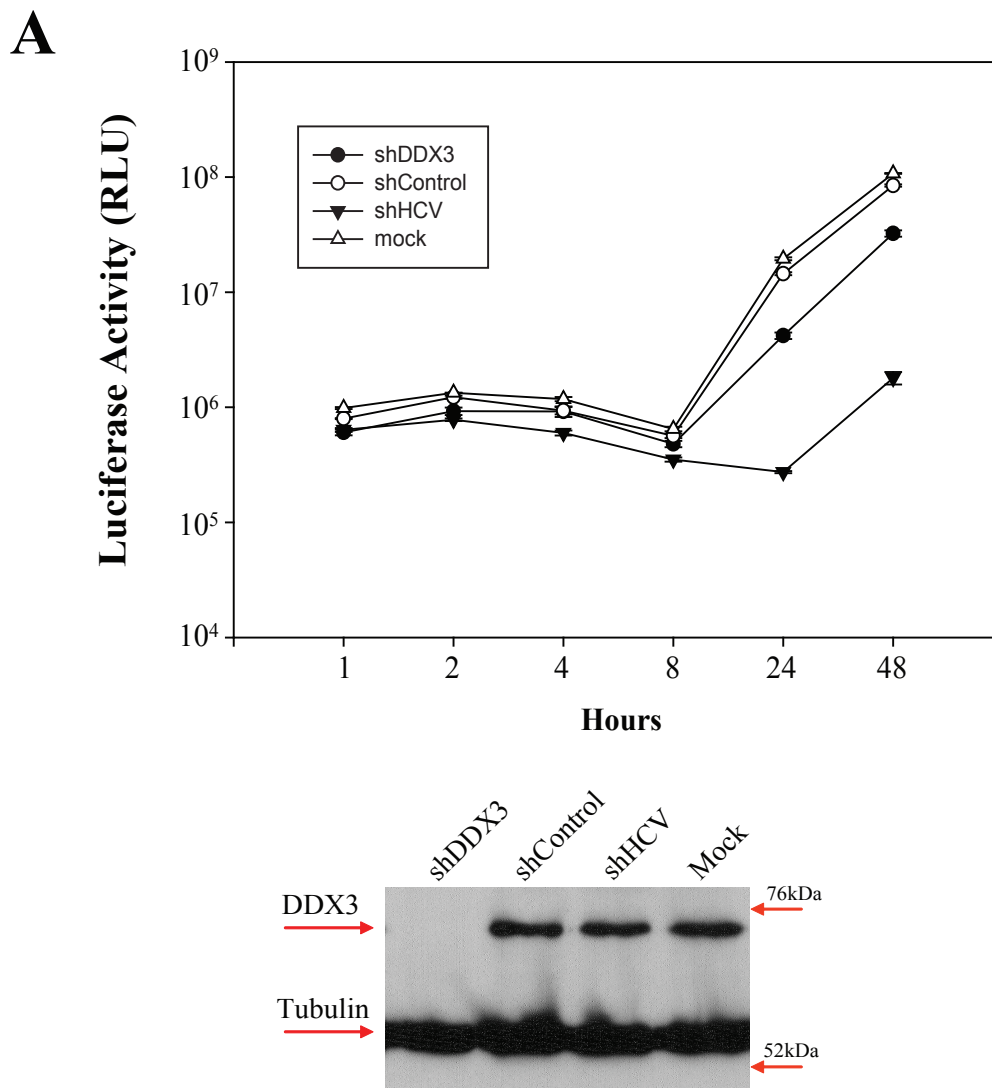 A
Luciferase Activity (RLU)
10⁹
10⁸
10⁷
10⁶
10⁵
10⁴
shDDX3
shControl
shHCV
mock
1 2 4 8 24 48
Hours
shDDX3 shControl shHCV Mock
DDX3
76kDa
Tubulin
52kDa